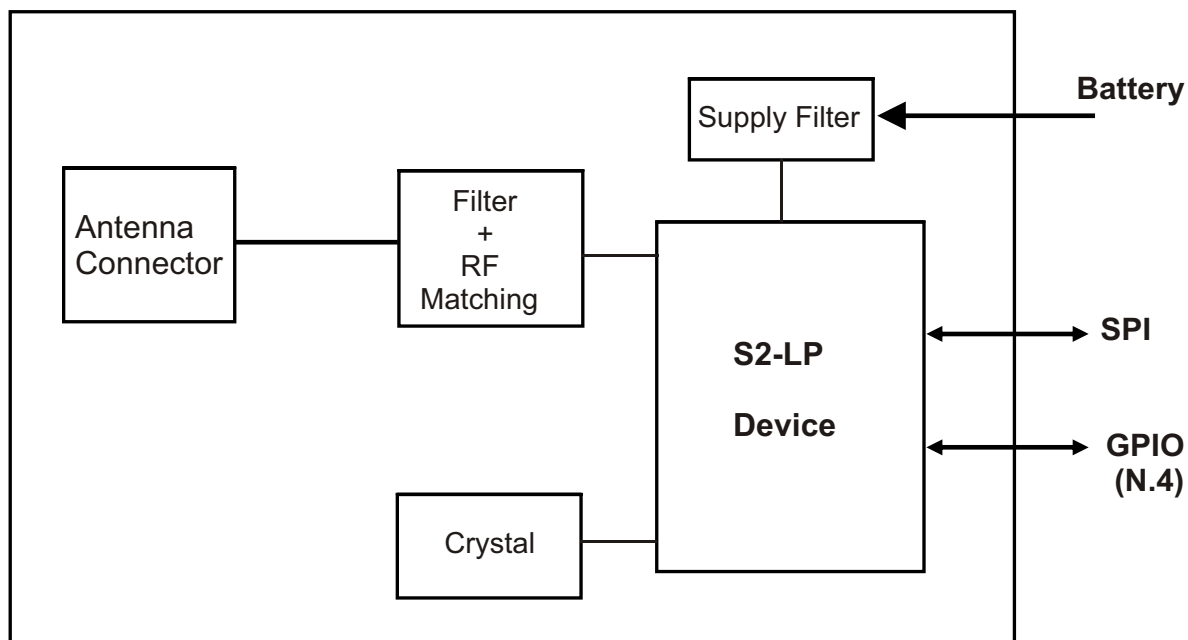 Battery
Supply Filter
Antenna
Connector
Filter
+
RF
Matching
S2-LP
Device
SPI
GPIO
(N.4)
Crystal